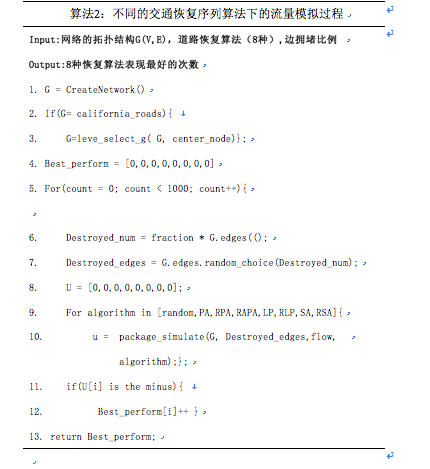 算法2：不同的交通恢复序列算法下的流量模拟过程
Input:网络的拓扑结构G(V,E)，道路恢复算法（8种）,边拥堵比例
Output:8种恢复算法表现最好的次数
1. G = CreateNetwork()
2. If(G= california_roads){
3. G=leve_select_g( G, center_node)};
4. Best_perform = [0,0,0,0,0,0,0,0]
5. For(count = 0; count < 1000; count++){
6. Destroyed_num = fraction * G.edges(();
7. Destroyed_edges = G.edges.random_choice(Destroyed_num);
8. U = [0,0,0,0,0,0,0,0];
9. For algorithm in [random,PA,RPA,RAPA,LP,RLP,SA,RSA]{
10. u = package_simulate(G, Destroyed_edges,flow,
algorithm);};
11. if(U[i] is the minus){
12. Best_perform[i]++ }
13. return Best_perform;